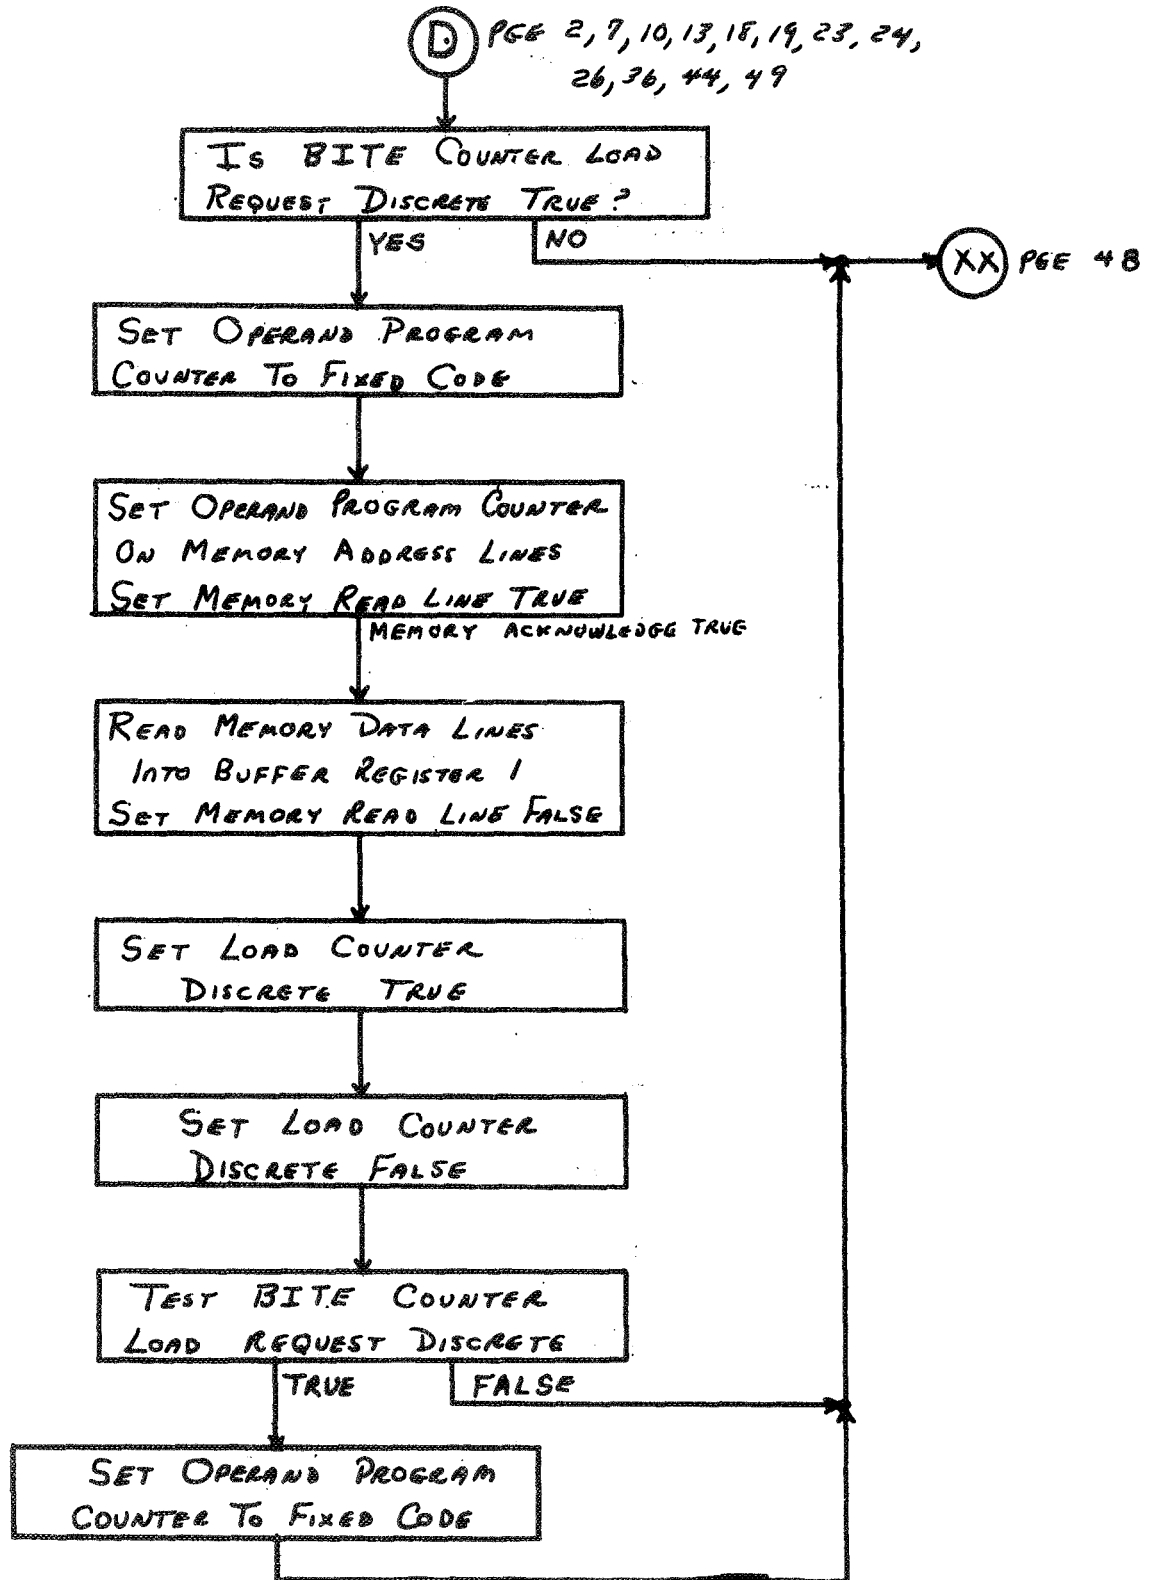 D PGE 2, 7, 10, 13, 18, 19, 23, 24,
26, 36, 44, 49
IS BITE COUNTER LOAD
REQUEST DISCRETE TRUE?
YES
NO
XX PGE 48
SET OPERAND PROGRAM
COUNTER TO FIXED CODE
SET OPERAND PROGRAM COUNTER
ON MEMORY ADDRESS LINES
SET MEMORY READ LINE TRUE
MEMORY ACKNOWLEDGE TRUE
READ MEMORY DATA LINES
INTO BUFFER REGISTER 1
SET MEMORY READ LINE FALSE
SET LOAD COUNTER
DISCRETE TRUE
SET LOAD COUNTER
DISCRETE FALSE
TEST BITE COUNTER
LOAD REQUEST DISCRETE
TRUE
FALSE
SET OPERAND PROGRAM
COUNTER TO FIXED CODE